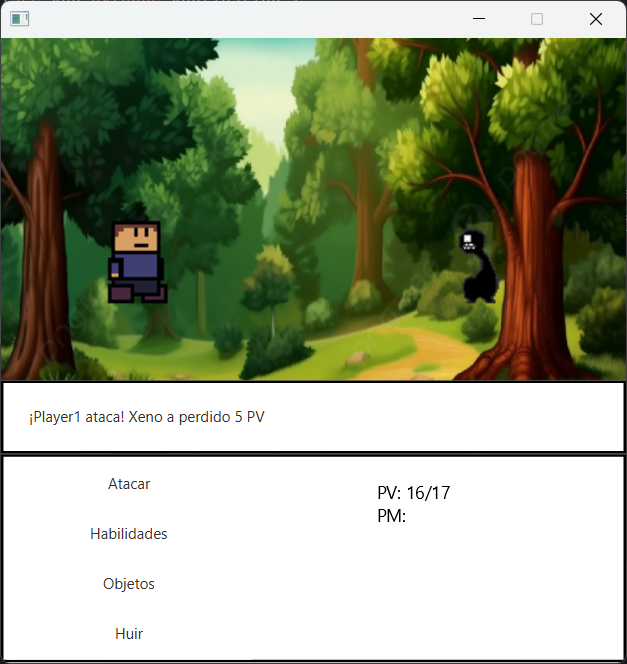 ¡Player1 ataca! Xeno a perdido 5 PV
Atacar
PV: 16/17
PM:
Habilidades
Objetos
Huir